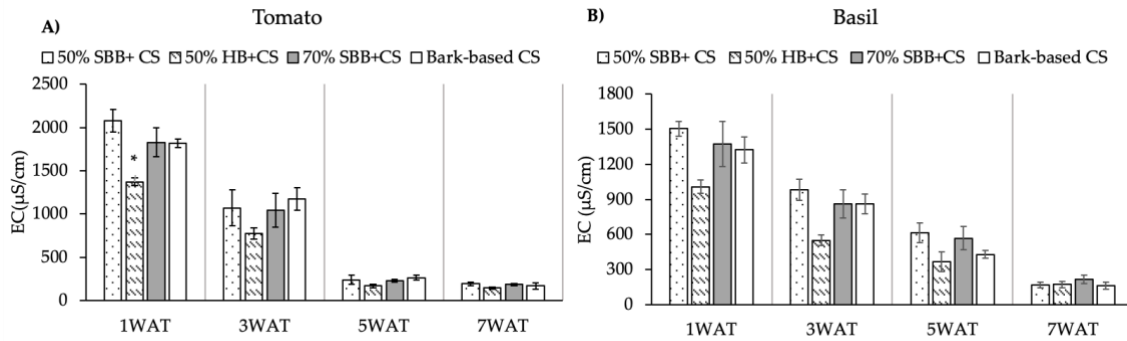 A) Tomato
50% SBB+ CS 50% HB+CS 70% SBB+CS Bark-based CS
2500
2000
1500
1000
500
0
EC(µS/cm)
*
1WAT 3WAT 5WAT 7WAT
B) Basil
50% SBB+ CS 50% HB+CS 70% SBB+CS Bark-based CS
1800
1500
1200
900
600
300
0
EC (µS/cm)
1WAT 3WAT 5WAT 7WAT